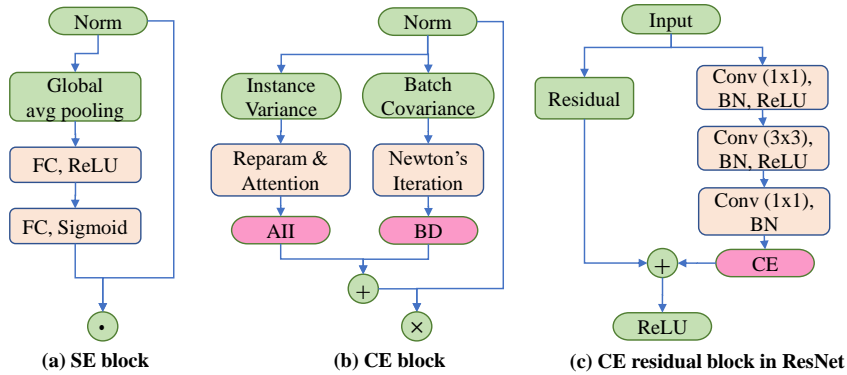 Norm
Global
avg pooling
FC, ReLU
FC, Sigmoid
·
(a) SE block
Norm
Instance
Variance
Batch
Covariance
Reparam &
Attention
Newton's
Iteration
AII
BD
+
×
(b) CE block
Input
Residual
Conv (1x1),
BN, ReLU
Conv (3x3),
BN, ReLU
Conv (1x1),
BN
+
CE
ReLU
(c) CE residual block in ResNet